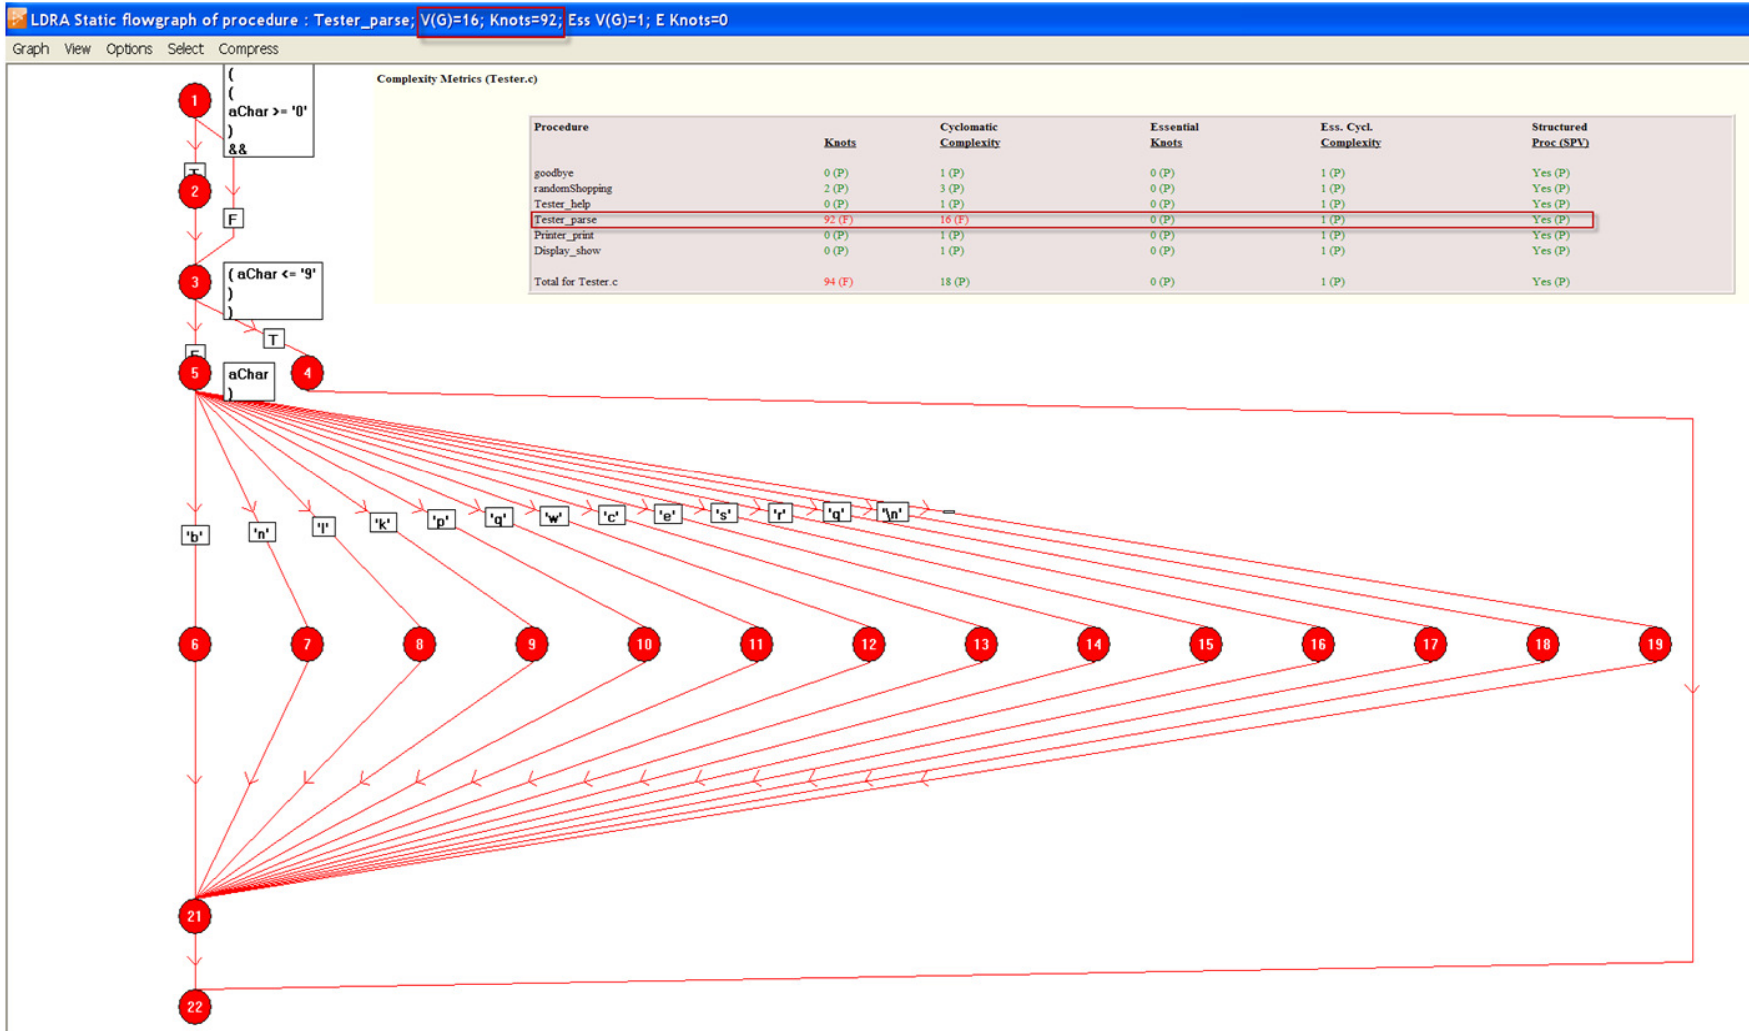 LDRA Static flowgraph of procedure : Tester_parse; V(G)=16; Knots=92; Ess V(G)=1; E Knots=0
Graph View Options Select Compress
Complexity Metrics (Tester.c)
Procedure Knots Cyclomatic Complexity Essential Knots Ess. Cycl. Complexity Structured Proc (SPV)
goodbye 0 (P) 1 (P) 0 (P) 1 (P) Yes (P)
randomShopping 2 (P) 3 (P) 0 (P) 1 (P) Yes (P)
Tester_help 0 (P) 1 (P) 0 (P) 1 (P) Yes (P)
Tester_parse 92 (F) 16 (F) 0 (P) 1 (P) Yes (P)
Printer_print 0 (P) 1 (P) 0 (P) 1 (P) Yes (P)
Display_show 0 (P) 1 (P) 0 (P) 1 (P) Yes (P)
Total for Tester.c 94 (F) 18 (P) 0 (P) 1 (P) Yes (P)
1
(
(
aChar >= '0'
)
&&
T
2
F
3
( aChar <= '9'
)
)
T
F
5
aChar
)
4
'b' 'n' 'l' 'k' 'p' 'q' 'w' 'c' 'e' 's' 'r' 'q' '\n'
6 7 8 9 10 11 12 13 14 15 16 17 18 19
21
22